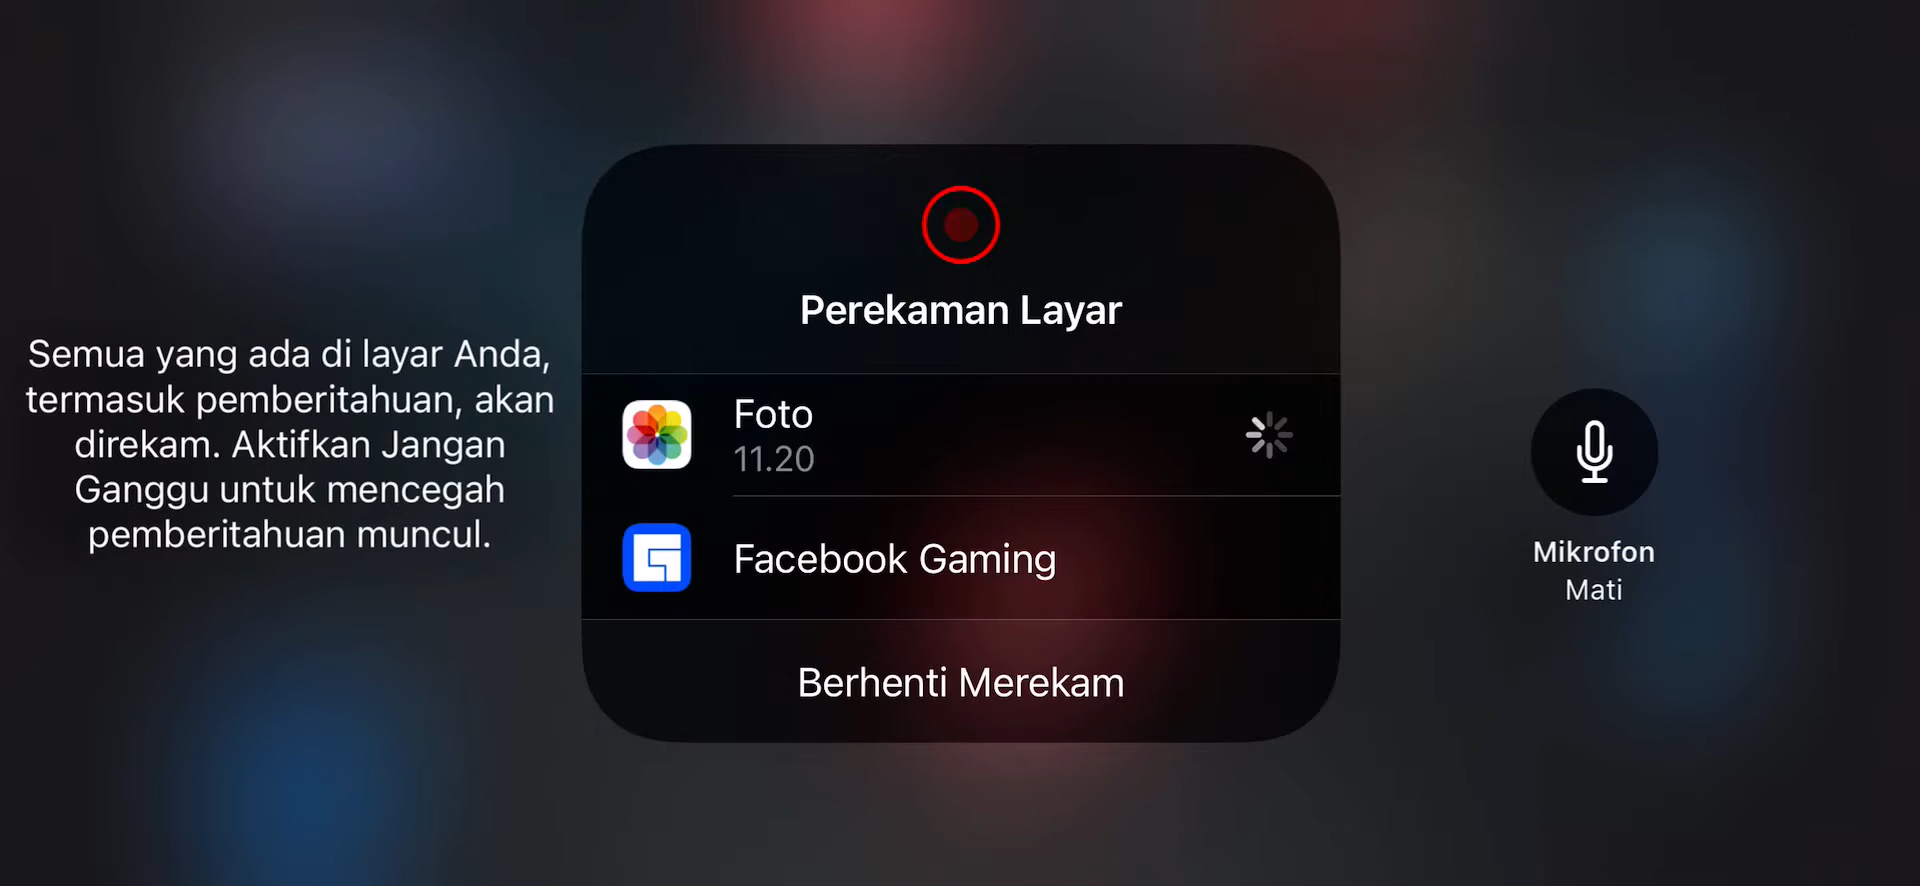 Semua yang ada di layar Anda,
termasuk pemberitahuan, akan
direkam. Aktifkan Jangan
Ganggu untuk mencegah
pemberitahuan muncul.
Perekaman Layar
Foto
11.20
Facebook Gaming
Berhenti Merekam
Mikrofon
Mati